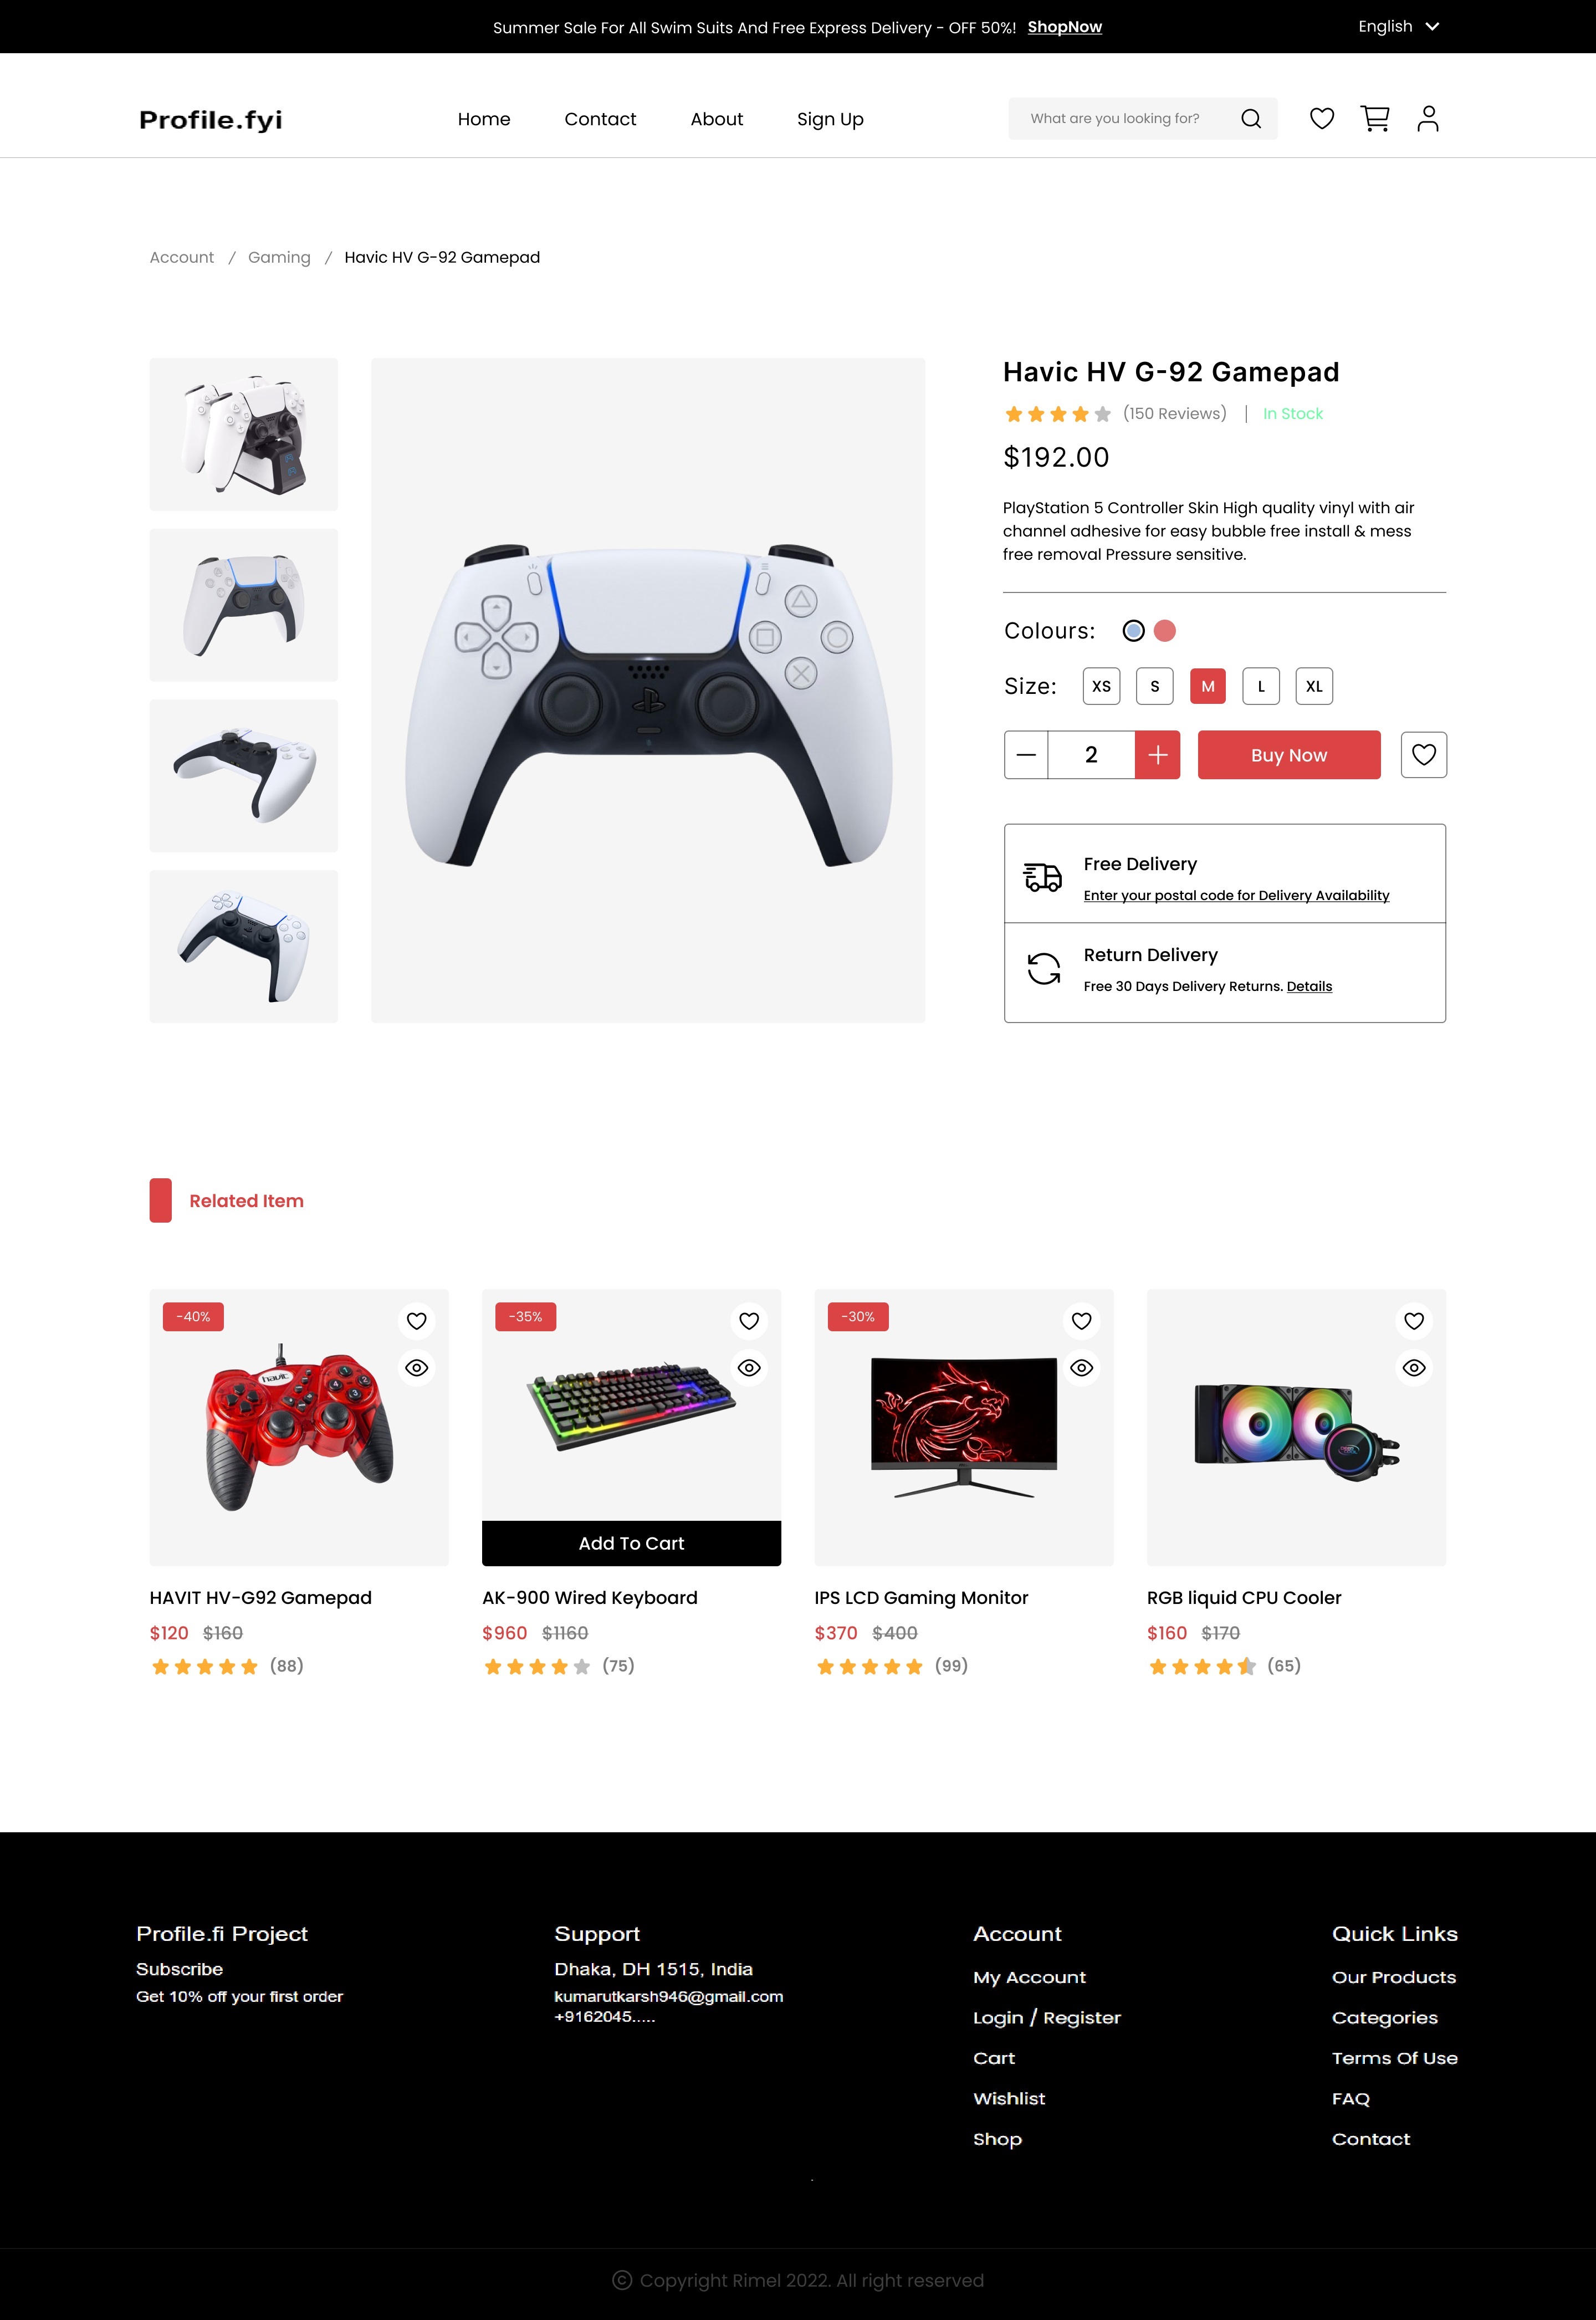 Summer Sale For All Swim Suits And Free Express Delivery - OFF 50%! ShopNow
English
Profile.fyi
Home
Contact
About
Sign Up
What are you looking for?
Account / Gaming / Havic HV G-92 Gamepad
Havic HV G-92 Gamepad
(150 Reviews) | In Stock
$192.00
PlayStation 5 Controller Skin High quality vinyl with air
channel adhesive for easy bubble free install & mess
free removal Pressure sensitive.
Colours:
Size: XS S M L XL
2
Buy Now
Free Delivery
Enter your postal code for Delivery Availability
Return Delivery
Free 30 Days Delivery Returns. Details
Related Item
-40%
havic
HAVIT HV-G92 Gamepad
$120 $160
(88)
-35%
Add To Cart
AK-900 Wired Keyboard
$960 $1160
(75)
-30%
IPS LCD Gaming Monitor
$370 $400
(99)
RGB liquid CPU Cooler
$160 $170
(65)
Profile.fi Project
Subscribe
Get 10% off your first order
Support
Dhaka, DH 1515, India
kumarutkarsh946@gmail.com
+9162045.....
Account
My Account
Login / Register
Cart
Wishlist
Shop
Quick Links
Our Products
Categories
Terms Of Use
FAQ
Contact
© Copyright Rimel 2022. All right reserved